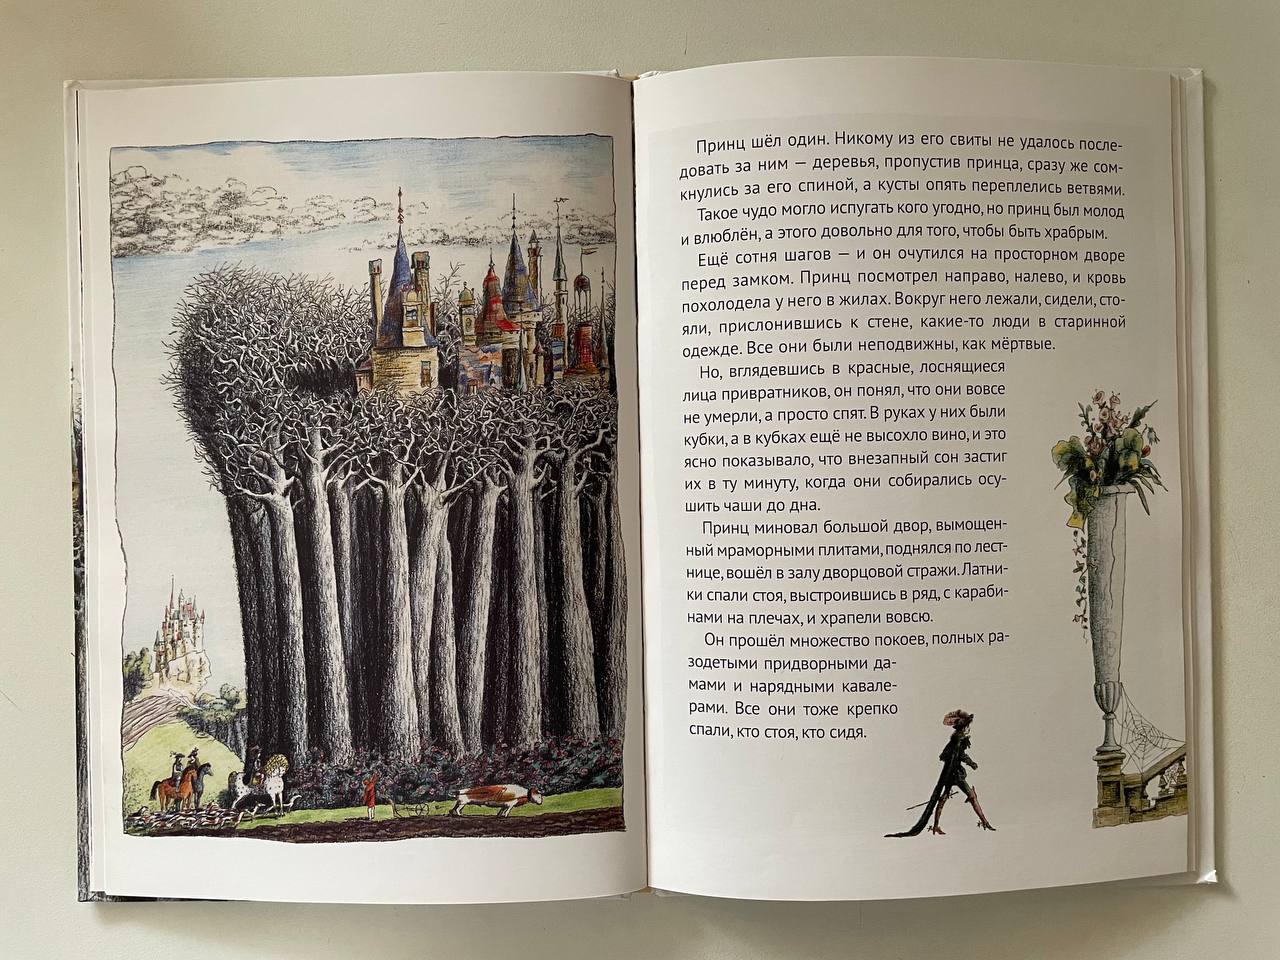 Принц шёл один. Никому из его свиты не удалось после-
довать за ним — деревья, пропустив принца, сразу же сом-
кнулись за его спиной, а кусты опять переплелись ветвями.
Такое чудо могло испугать кого угодно, но принц был молод
и влюблён, а этого довольно для того, чтобы быть храбрым.
Ещё сотня шагов — и он очутился на просторном дворе
перед замком. Принц посмотрел направо, налево, и кровь
похолодела у него в жилах. Вокруг него лежали, сидели, сто-
яли, прислонившись к стене, какие-то люди в старинной
одежде. Все они были неподвижны, как мёртвые.
Но, вглядевшись в красные, лоснящиеся
лица привратников, он понял, что они вовсе
не умерли, а просто спят. В руках у них были
кубки, а в кубках ещё не высохло вино, и это
ясно показывало, что внезапный сон застиг
их в ту минуту, когда они собирались осу-
шить чаши до дна.
Принц миновал большой двор, вымощен-
ный мраморными плитами, поднялся по лест-
нице, вошёл в залу дворцовой стражи. Латни-
ки спали стоя, выстроившись в ряд, с караби-
нами на плечах, и храпели вовсю.
Он прошёл множество покоев, полных ра-
зодетыми придворными да-
мами и нарядными кавале-
рами. Все они тоже крепко
спали, кто стоя, кто сидя.